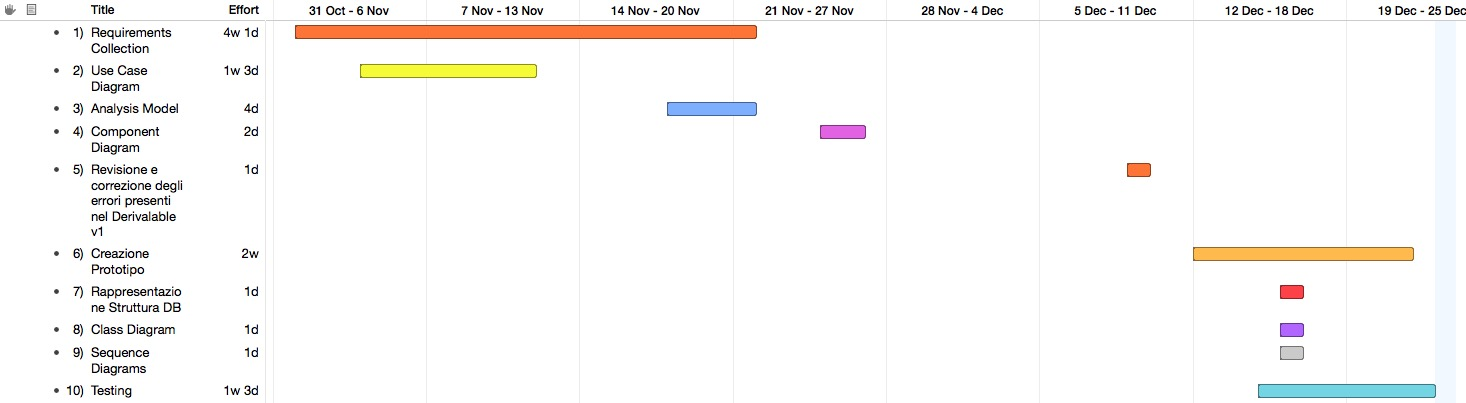 Title Effort 31 Oct - 6 Nov 7 Nov - 13 Nov 14 Nov - 20 Nov 21 Nov - 27 Nov 28 Nov - 4 Dec 5 Dec - 11 Dec 12 Dec - 18 Dec 19 Dec - 25 Dec
1) Requirements 4w 1d
Collection
2) Use Case 1w 3d
Diagram
3) Analysis Model 4d
4) Component 2d
Diagram
5) Revisione e 1d
correzione degli
errori presenti
nel Derivalable
v1
6) Creazione 2w
Prototipo
7) Rappresentazio 1d
ne Struttura DB
8) Class Diagram 1d
9) Sequence 1d
Diagrams
10) Testing 1w 3d